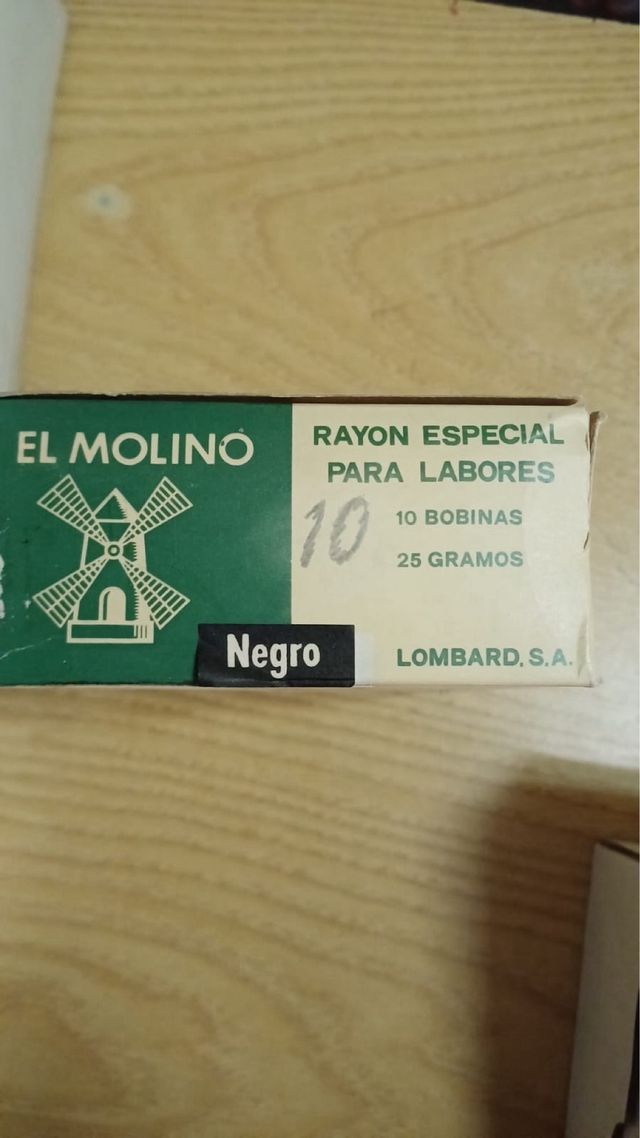 EL MOLINO
RAYON ESPECIAL
PARA LABORES
10
10 BOBINAS
25 GRAMOS
Negro
LOMBARD, S.A.